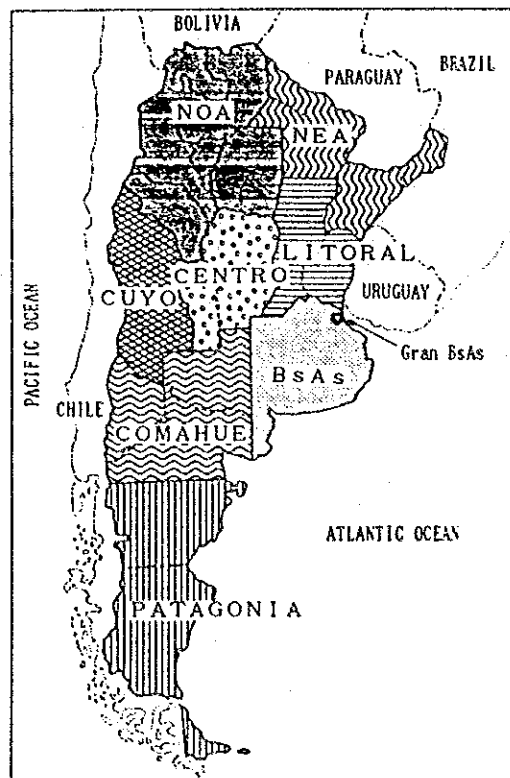 BOLIVIA
PARAGUAY
BRAZIL
NOA
NEA
LITORAL
CENTRO
CUYO
URUGUAY
Gran BsAs
BsAs
PACIFIC OCEAN
CHILE
COMAHUE
ATLANTIC OCEAN
PATAGONIA